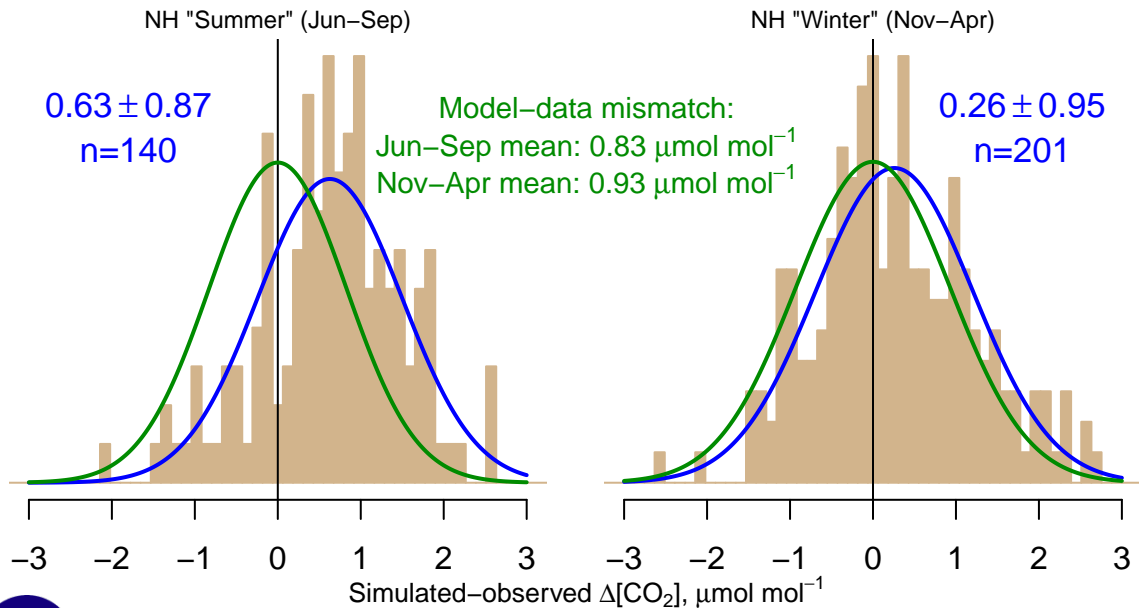 NH "Summer" (Jun−Sep)
NH "Winter" (Nov−Apr)
0.63 ± 0.87
n=140
Model−data mismatch:
Jun−Sep mean: 0.83 μmol mol⁻¹
Nov−Apr mean: 0.93 μmol mol⁻¹
0.26 ± 0.95
n=201
−3 −2 −1 0 1 2 3
−3 −2 −1 0 1 2 3
Simulated−observed Δ[CO₂], μmol mol⁻¹